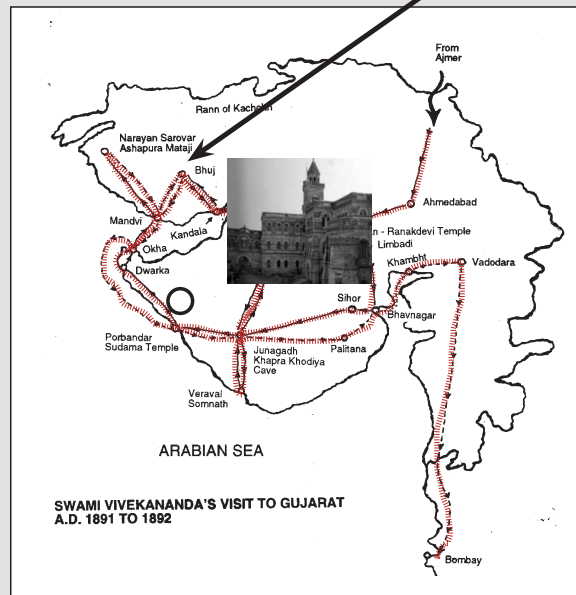 From
Ajmer
Rann of Kachchh
Narayan Sarovar
Ashapura Mataji
Bhuj
Ahmedabad
Mandvi
Kandala
- Ranakdevi Temple
Limbadi
Okha
Khambht
Vadodara
Dwarka
Sihor
Bhavnagar
Porbandar
Sudama Temple
Junagadh
Khapra Khodiya
Cave
Palitana
Veraval
Somnath
ARABIAN SEA
SWAMI VIVEKANANDA'S VISIT TO GUJARAT
A.D. 1891 TO 1892
Bombay